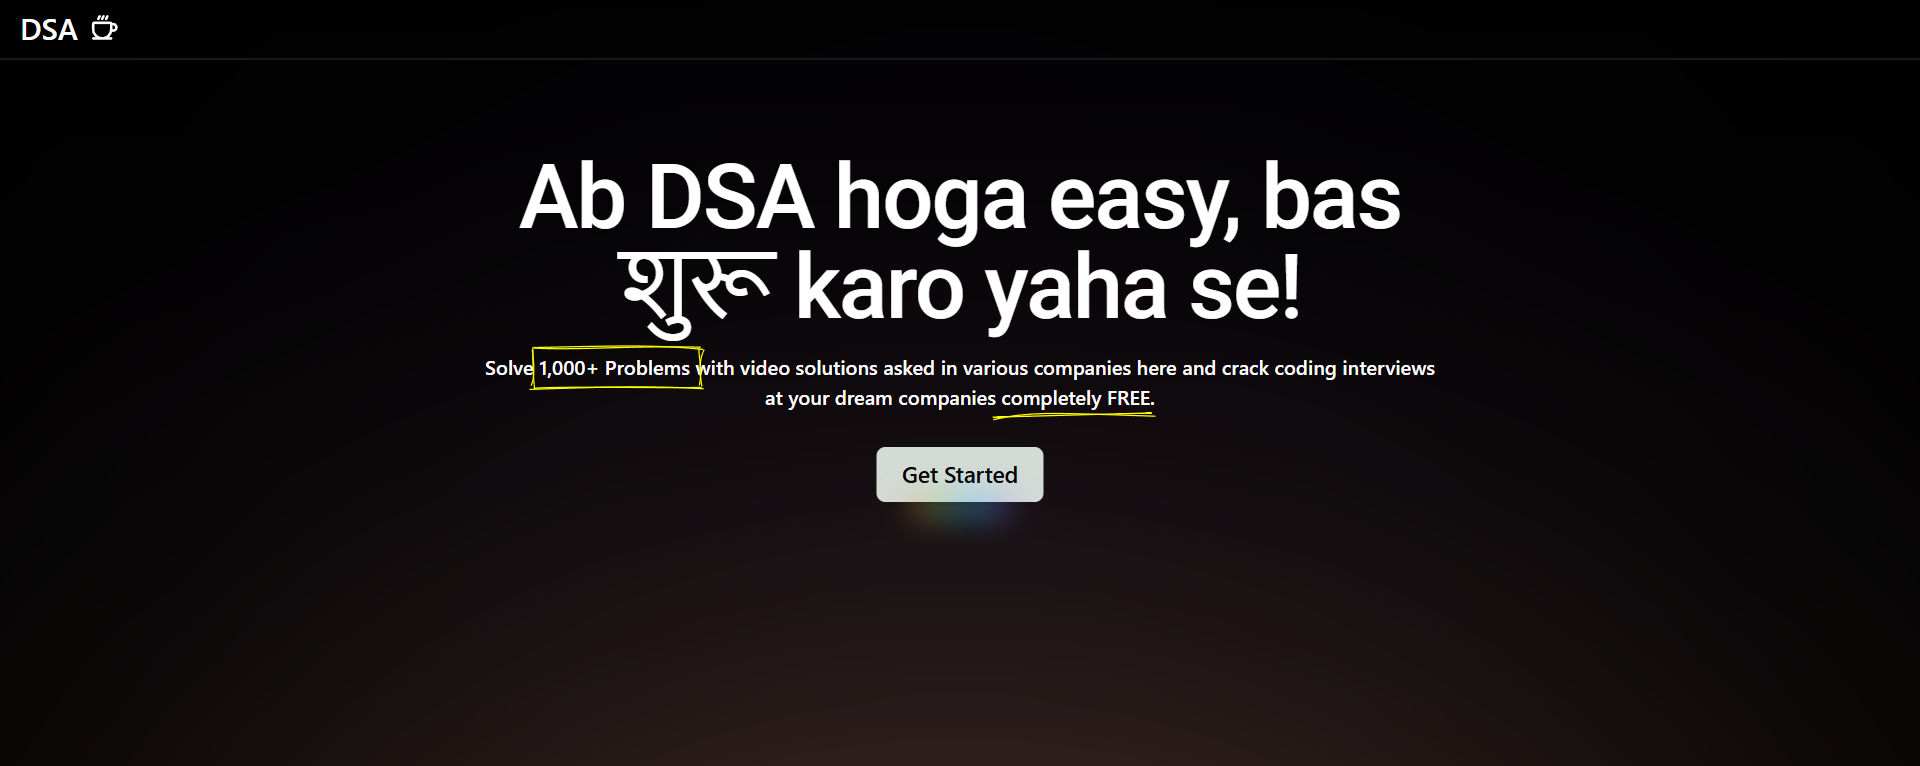 DSA
Ab DSA hoga easy, bas
शुरू karo yaha se!
Solve 1,000+ Problems with video solutions asked in various companies here and crack coding interviews
at your dream companies completely FREE.
Get Started